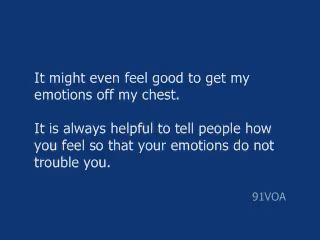 It might even feel good to get my
emotions off my chest.
It is always helpful to tell people how
you feel so that your emotions do not
trouble you.
91VOA